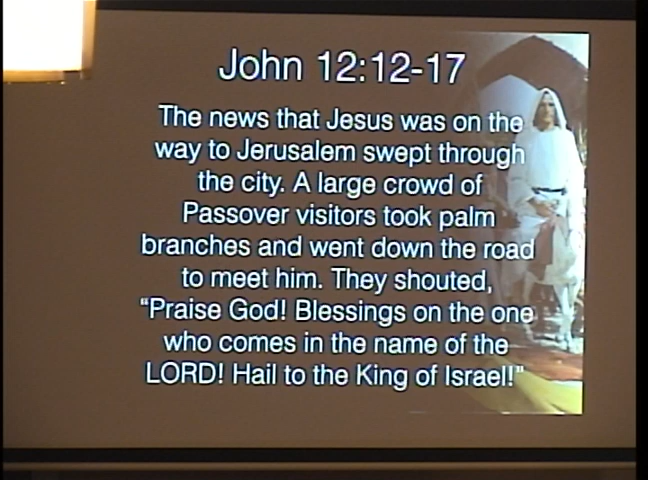 John 12:12-17
The news that Jesus was on the
way to Jerusalem swept through
the city. A large crowd of
Passover visitors took palm
branches and went down the road
to meet him. They shouted,
"Praise God! Blessings on the one
who comes in the name of the
LORD! Hail to the King of Israel!"